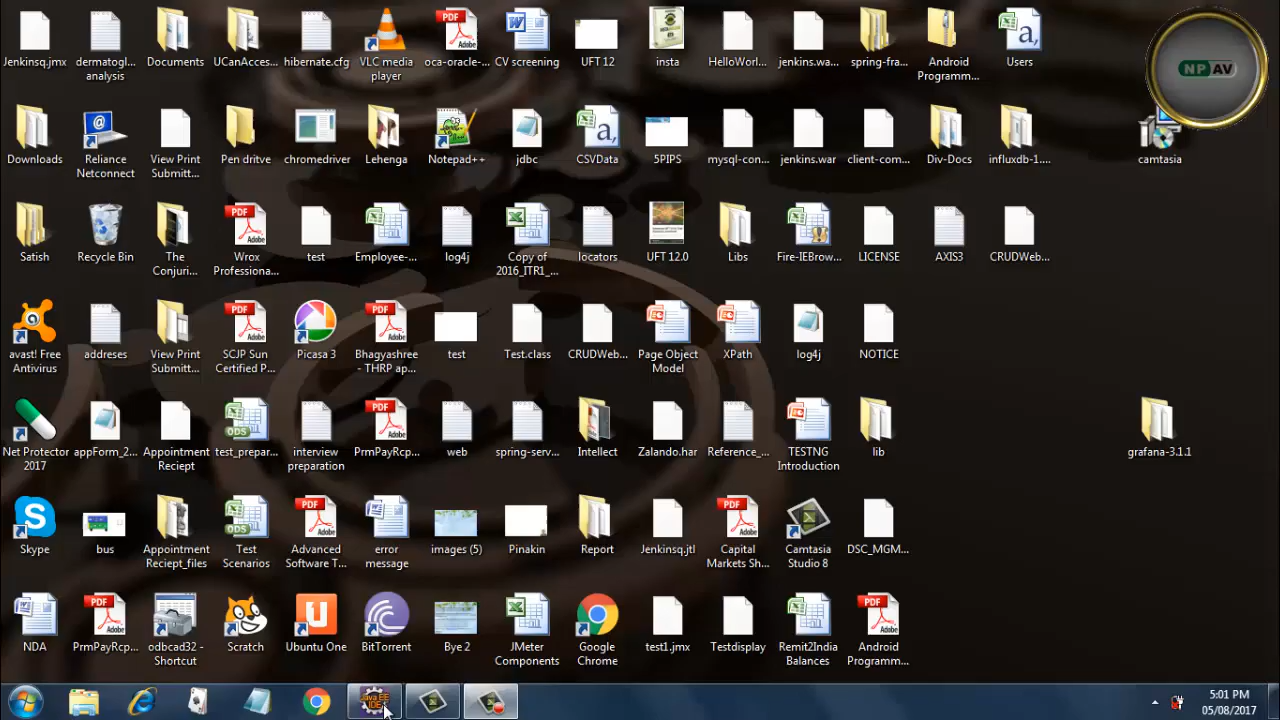 Jenkinsq.jmx
dermatogl...
analysis
Documents
UCanAcces...
hibernate.cfg
VLC media
player
oca-oracle-...
CV screening
UFT 12
insta
HelloWorl...
jenkins.wa...
spring-fra...
Android
Programm...
Users
NP AV
Downloads
Reliance
Netconnect
View Print
Submitt...
Pen dritve
chromedriver
Lehenga
Notepad++
jdbc
CSVData
5PIPS
mysql-con...
jenkins.war
client-com...
Div-Docs
influxdb-1....
camtasia
Satish
Recycle Bin
The
Conjuri...
Wrox
Professiona...
test
Employee-...
log4j
Copy of
2016_ITR1_...
locators
UFT 12.0
Libs
Fire-IEBrow...
LICENSE
AXIS3
CRUDWeb...
avast! Free
Antivirus
addreses
View Print
Submitt...
SCJP Sun
Certified P...
Picasa 3
Bhagyashree
- THRP ap...
test
Test.class
CRUDWeb...
Page Object
Model
XPath
log4j
NOTICE
Net Protector
2017
appForm_2...
Appointment
Reciept
test_prepar...
interview
preparation
PrmPayRcp...
web
spring-serv...
Intellect
Zalando.har
Reference_...
TESTNG
Introduction
lib
grafana-3.1.1
Skype
bus
Appointment
Reciept_files
Test
Scenarios
Advanced
Software T...
error
message
images (5)
Pinakin
Report
Jenkinsq.jtl
Capital
Markets Sh...
Camtasia
Studio 8
DSC_MGM...
NDA
PrmPayRcp...
odbcad32 -
Shortcut
Scratch
Ubuntu One
BitTorrent
Bye 2
JMeter
Components
Google
Chrome
test1.jmx
Testdisplay
Remit2India
Balances
Android
Programm...
Java EE
IDE
5:01 PM
05/08/2017